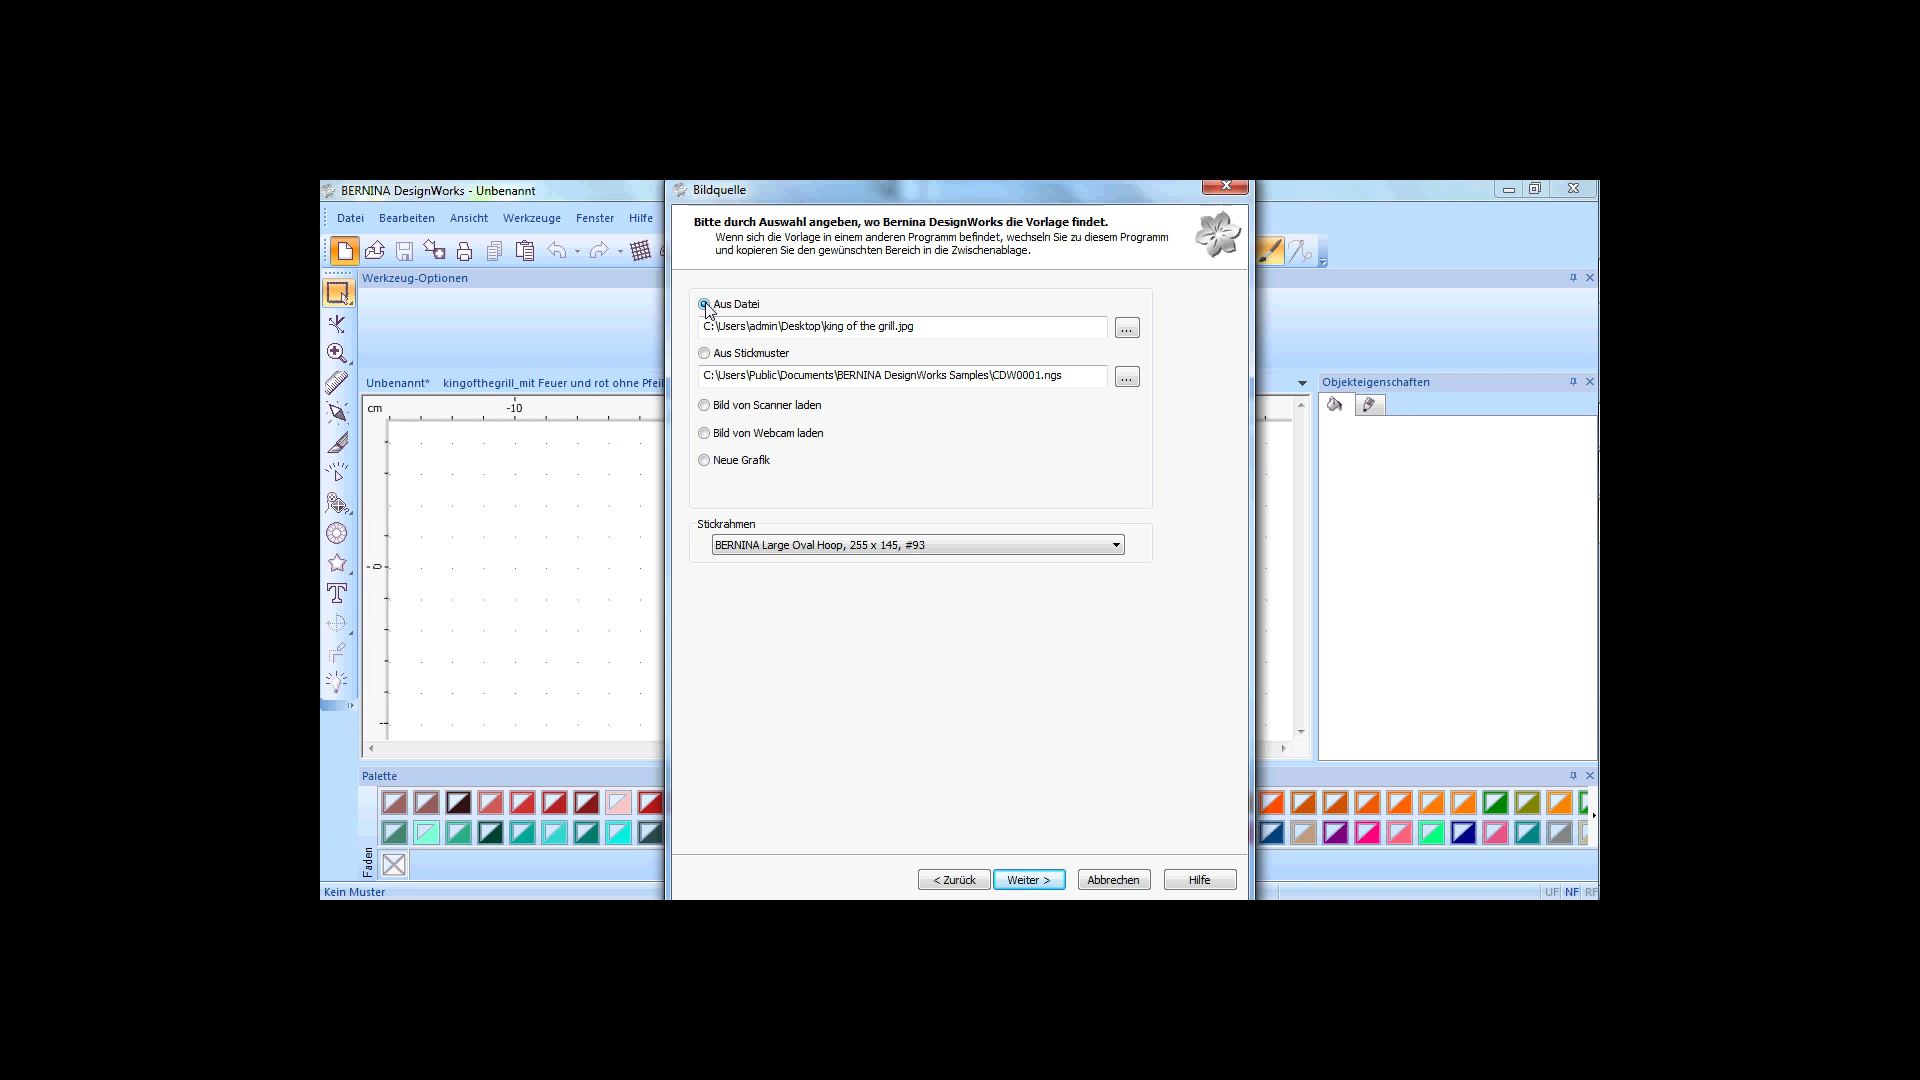 BERNINA DesignWorks - Unbenannt
Bildquelle
Datei Bearbeiten Ansicht Werkzeuge Fenster Hilfe
Bitte durch Auswahl angeben, wo Bernina DesignWorks die Vorlage findet.
Wenn sich die Vorlage in einem anderen Programm befindet, wechseln Sie zu diesem Programm
und kopieren Sie den gewünschten Bereich in die Zwischenablage.
Werkzeug-Optionen
Aus Datei
C:\Users\admin\Desktop\king of the grill.jpg
...
Aus Stickmuster
C:\Users\Public\Documents\BERNINA DesignWorks Samples\CDW0001.ngs
...
Unbenannt* kingofthegrill_mit Feuer und rot ohne Pfeil
Objekteigenschaften
cm
-10
0
Bild von Scanner laden
Bild von Webcam laden
Neue Grafik
Stickrahmen
BERNINA Large Oval Hoop, 255 x 145, #93
Palette
Faden
< Zurück Weiter > Abbrechen Hilfe
Kein Muster
UF NF RF